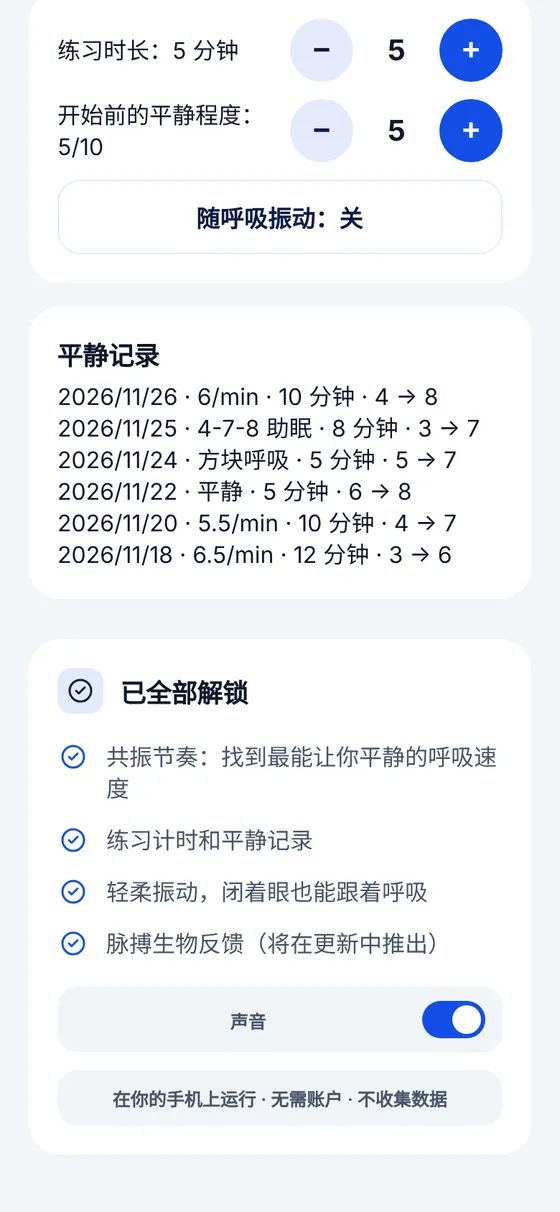 练习时长：5 分钟
− 5 +
开始前的平静程度：
5/10
− 5 +
随呼吸振动：关
平静记录
2026/11/26 · 6/min · 10 分钟 · 4 → 8
2026/11/25 · 4-7-8 助眠 · 8 分钟 · 3 → 7
2026/11/24 · 方块呼吸 · 5 分钟 · 5 → 7
2026/11/22 · 平静 · 5 分钟 · 6 → 8
2026/11/20 · 5.5/min · 10 分钟 · 4 → 7
2026/11/18 · 6.5/min · 12 分钟 · 3 → 6
已全部解锁
共振节奏：找到最能让你平静的呼吸速
度
练习计时和平静记录
轻柔振动，闭着眼也能跟着呼吸
脉搏生物反馈（将在更新中推出）
声音
在你的手机上运行 · 无需账户 · 不收集数据